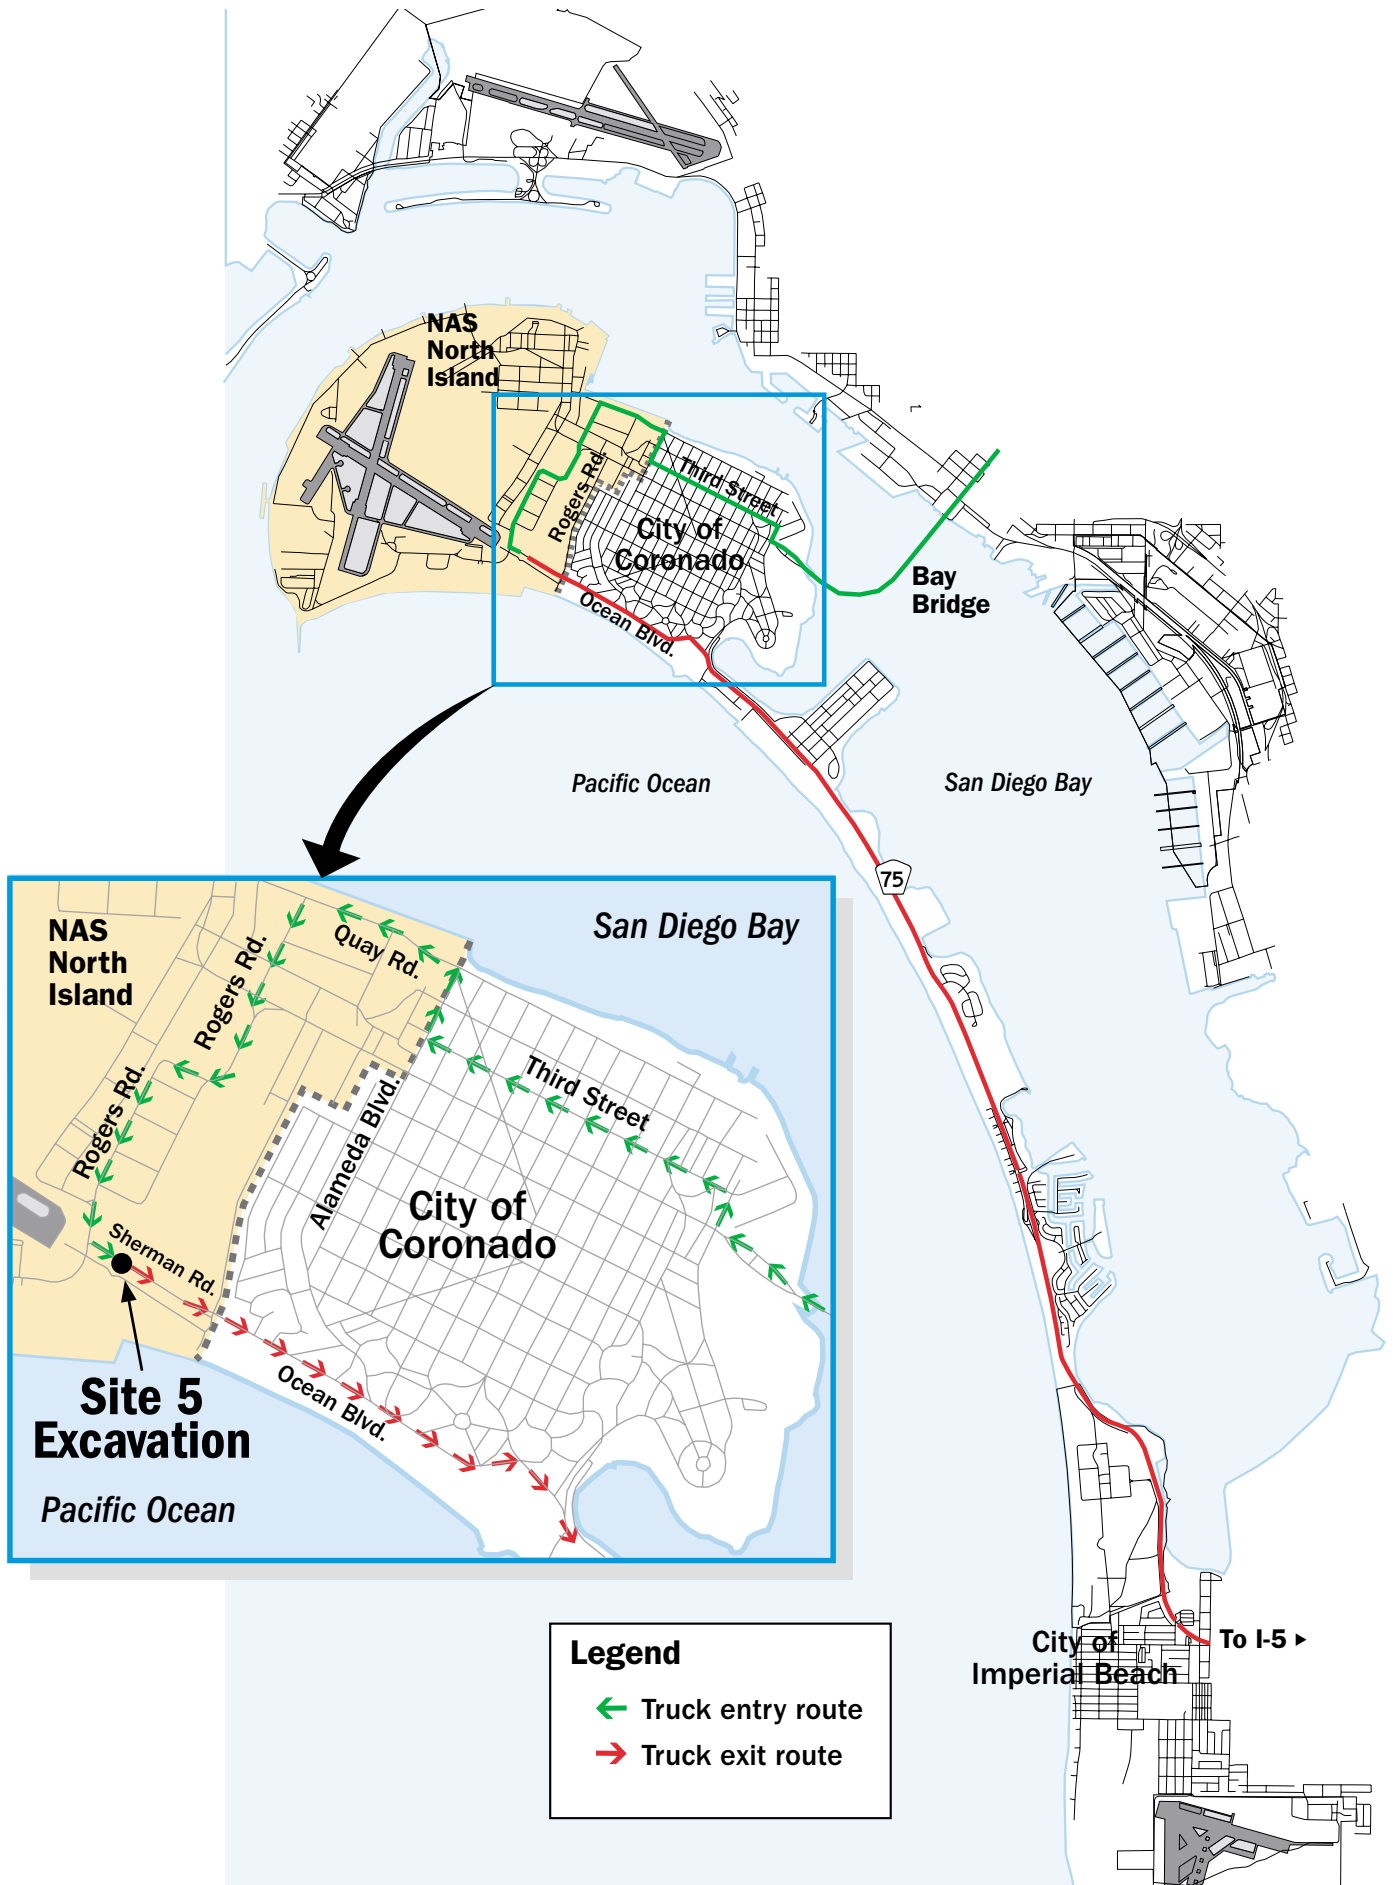 NAS
North
Island
Rogers Rd.
Third Street
City of
Coronado
Ocean Blvd.
Bay
Bridge
Pacific Ocean
San Diego Bay
75
NAS
North
Island
San Diego Bay
Quay Rd.
Rogers Rd.
Rogers Rd.
Third Street
Alameda Blvd.
City of
Coronado
Sherman Rd.
Ocean Blvd.
Site 5
Excavation
Pacific Ocean
Legend
Truck entry route
Truck exit route
City of
Imperial Beach
To I-5